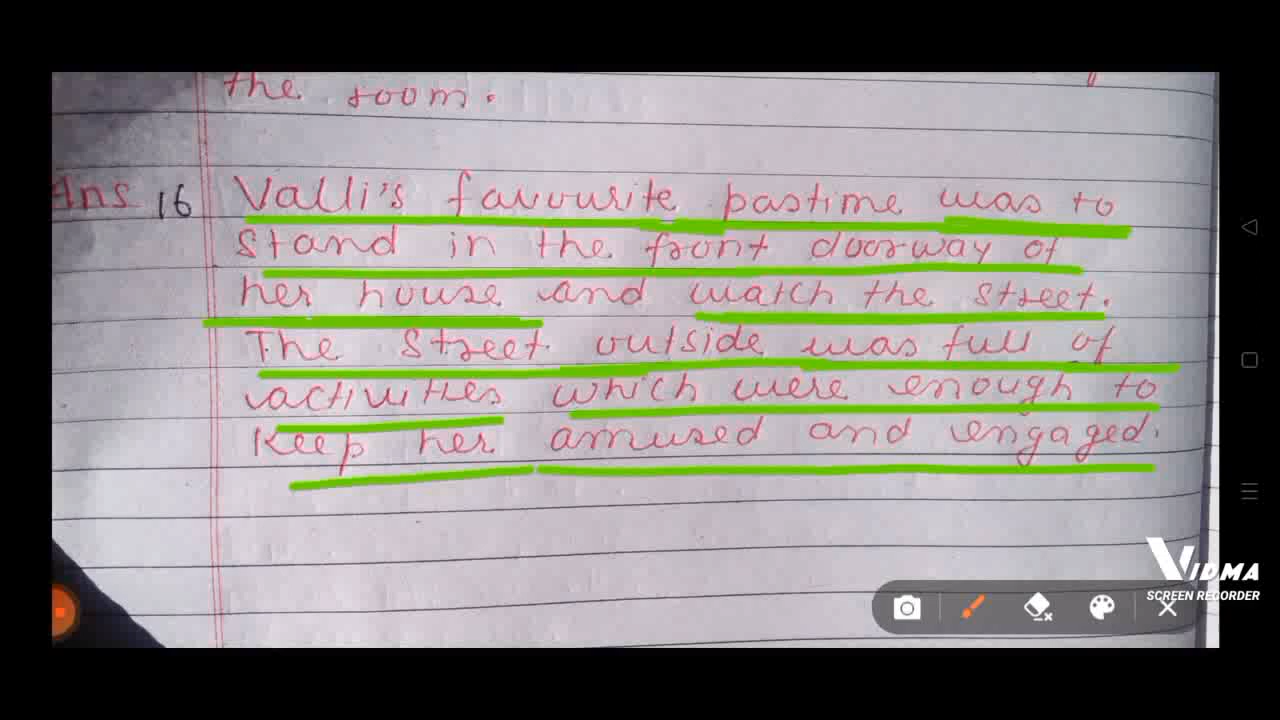 the room.
Ans 16 Valli's favourite pastime was to
stand in the front doorway of
her house and watch the street.
The Street outside was full of
activities which were enough to
Keep her amused and engaged.
VIDMA
SCREEN RECORDER